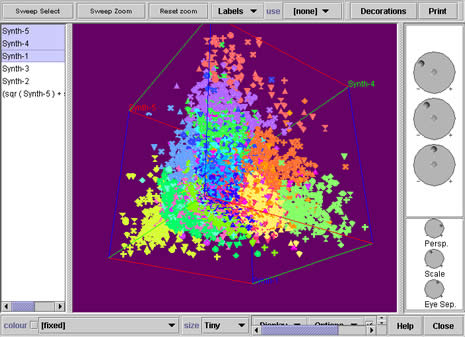 Sweep Select Sweep Zoom Reset zoom Labels use [none] Decorations Print
Synth-5
Synth-4
Synth-1
Synth-3
Synth-2
(sqr ( Synth-5 ) + s
Synth-4
Synth-5
Persp.
Scale
Eye Sep.
colour [fixed] size Tiny Display Options Help Close